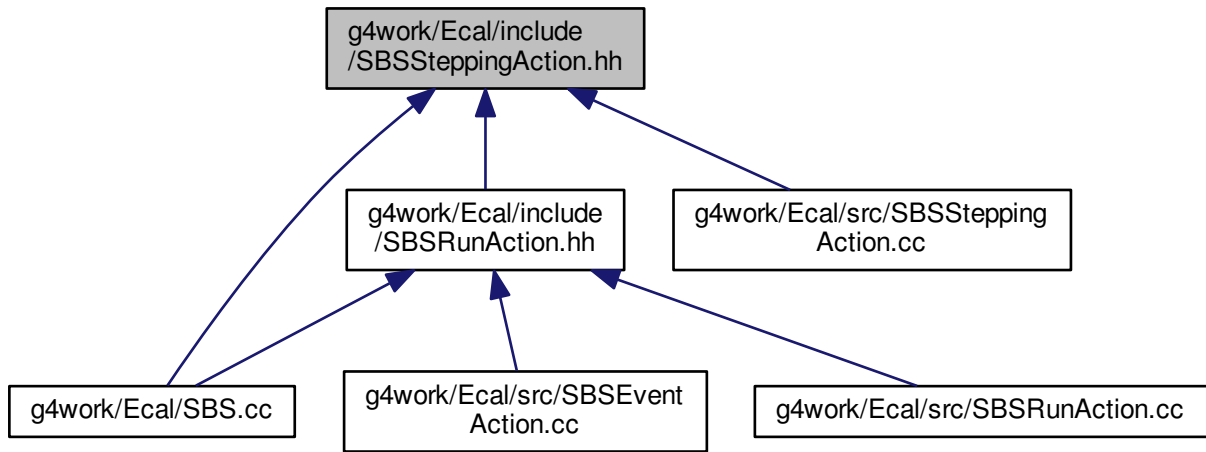 g4work/Ecal/include
/SBSSteppingAction.hh
g4work/Ecal/include
/SBSRunAction.hh
g4work/Ecal/src/SBSStepping
Action.cc
g4work/Ecal/SBS.cc
g4work/Ecal/src/SBSEvent
Action.cc
g4work/Ecal/src/SBSRunAction.cc